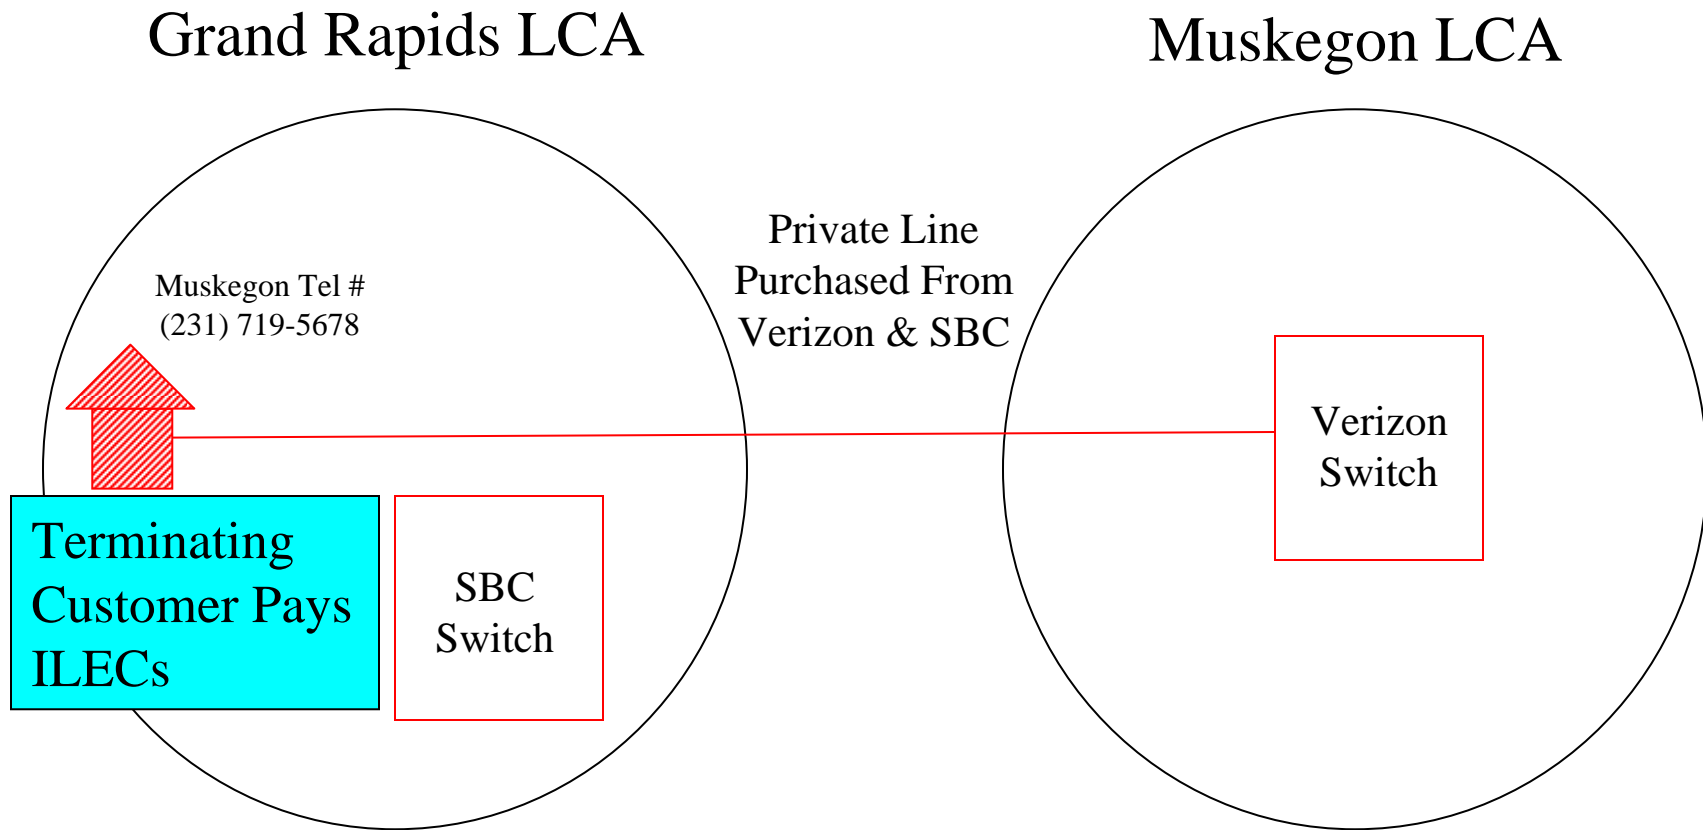 Grand Rapids LCA
Muskegon LCA
Private Line
Purchased From
Verizon & SBC
Muskegon Tel #
(231) 719-5678
Verizon
Switch
Terminating
Customer Pays
ILECs
SBC
Switch